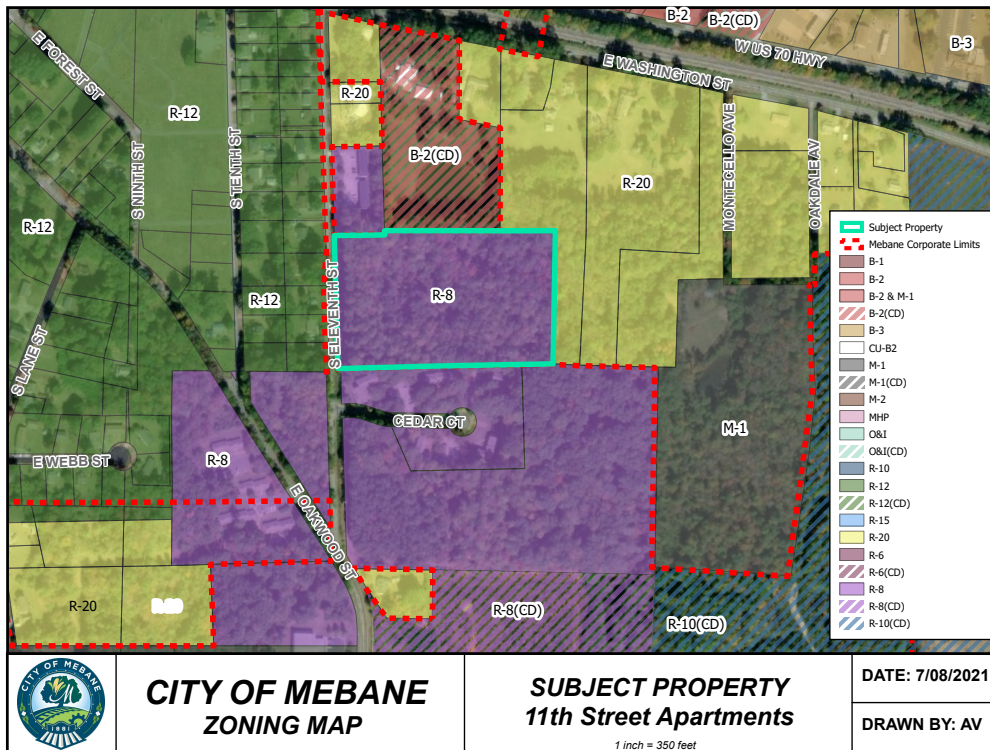 B-2
B-2(CD)
W US 70 HWY
B-3
E FOREST ST
E WASHINGTON ST
R-20
R-12
S NINTH ST
S TENTH ST
B-2(CD)
R-20
MONTECELLO AVE
OAKDALE AV
R-12
R-12
S ELEVENTH ST
R-8
S LANE ST
CEDAR CT
M-1
E WEBB ST
R-8
E OAKWOOD ST
R-20
R-8(CD)
R-10(CD)
Subject Property
Mebane Corporate Limits
B-1
B-2
B-2 & M-1
B-2(CD)
B-3
CU-B2
M-1
M-1(CD)
M-2
MHP
O&I
O&I(CD)
R-10
R-12
R-12(CD)
R-15
R-20
R-6
R-6(CD)
R-8
R-8(CD)
R-10(CD)
CITY OF MEBANE
1881
CITY OF MEBANE
ZONING MAP
SUBJECT PROPERTY
11th Street Apartments
1 inch = 350 feet
DATE: 7/08/2021
DRAWN BY: AV